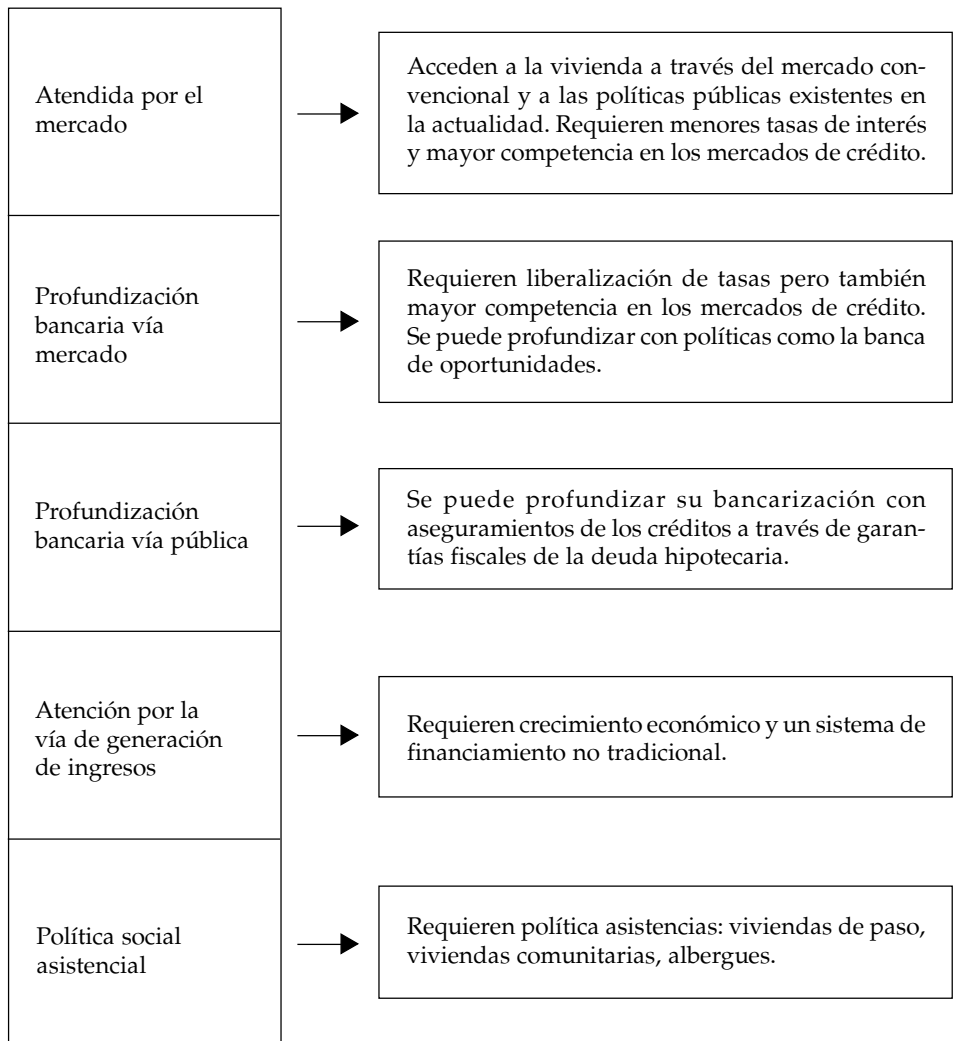 Atendida por el
mercado
Acceden a la vivienda a través del mercado con-
vencional y a las políticas públicas existentes en
la actualidad. Requieren menores tasas de interés
y mayor competencia en los mercados de crédito.
Profundización
bancaria vía
mercado
Requieren liberalización de tasas pero también
mayor competencia en los mercados de crédito.
Se puede profundizar con políticas como la banca
de oportunidades.
Profundización
bancaria vía pública
Se puede profundizar su bancarización con
aseguramientos de los créditos a través de garan-
tías fiscales de la deuda hipotecaria.
Atención por la
vía de generación
de ingresos
Requieren crecimiento económico y un sistema de
financiamiento no tradicional.
Política social
asistencial
Requieren política asistencias: viviendas de paso,
viviendas comunitarias, albergues.